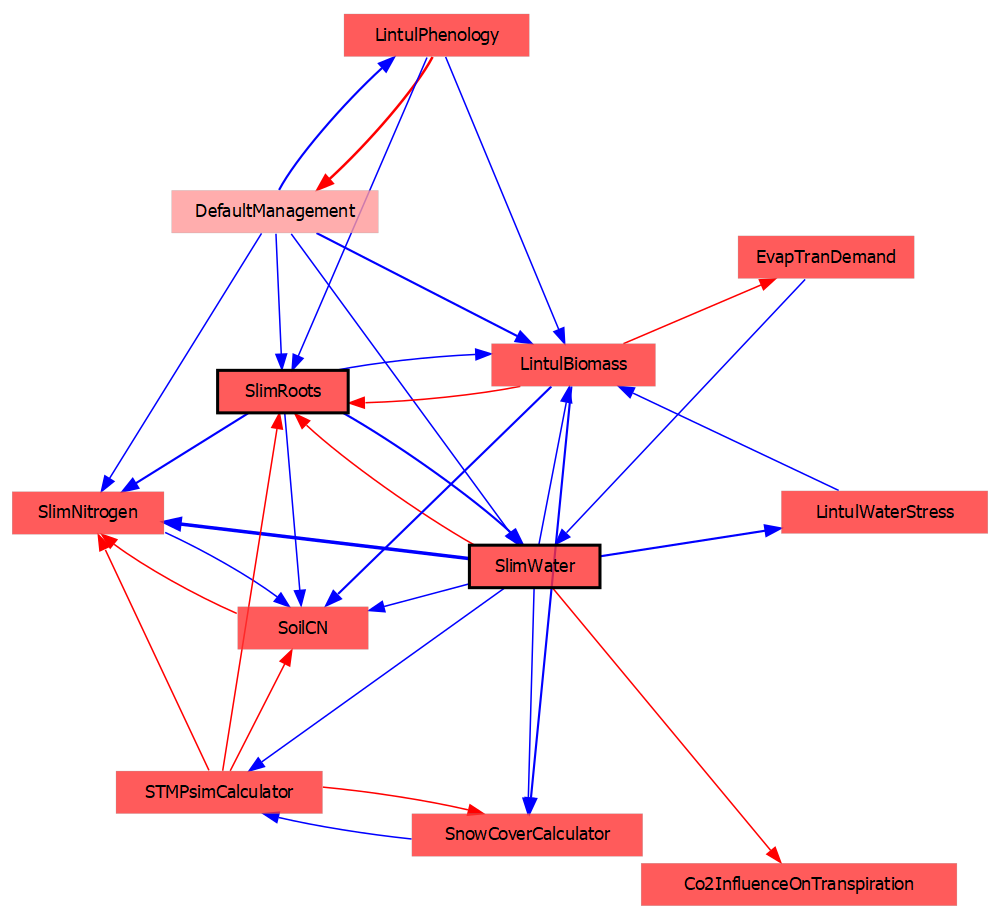 LintulPhenology
DefaultManagement
EvapTranDemand
LintulBiomass
SlimRoots
SlimNitrogen
LintulWaterStress
SlimWater
SoilCN
STMPsimCalculator
SnowCoverCalculator
Co2InfluenceOnTranspiration